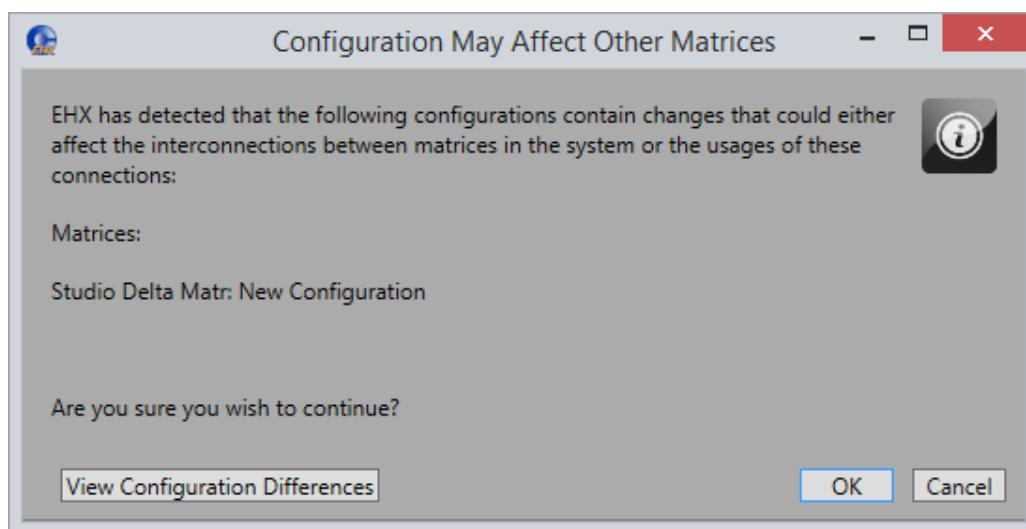 Configuration May Affect Other Matrices
EHX has detected that the following configurations contain changes that could either
affect the interconnections between matrices in the system or the usages of these
connections:
Matrices:
Studio Delta Matr: New Configuration
Are you sure you wish to continue?
View Configuration Differences
OK
Cancel